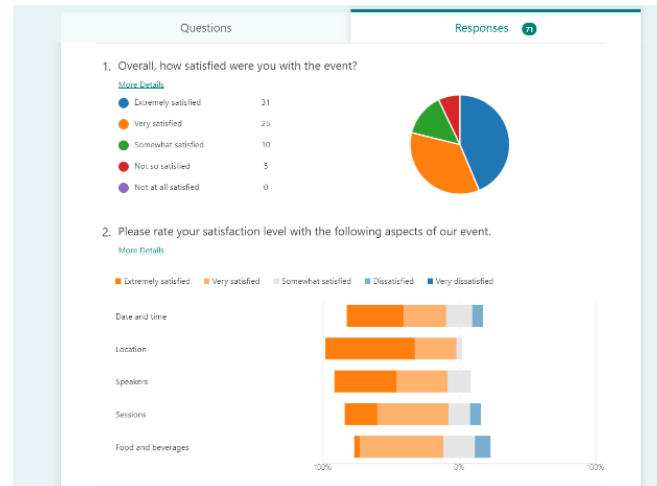 Questions
Responses 71
1. Overall, how satisfied were you with the event?
More Details
Extremely satisfied 31
Very satisfied 25
Somewhat satisfied 10
Not so satisfied 5
Not at all satisfied 0
2. Please rate your satisfaction level with the following aspects of our event.
More Details
Extremely satisfied Very satisfied Somewhat satisfied Dissatisfied Very dissatisfied
Date and time
Location
Speakers
Sessions
Food and beverages
100% 0% 100%